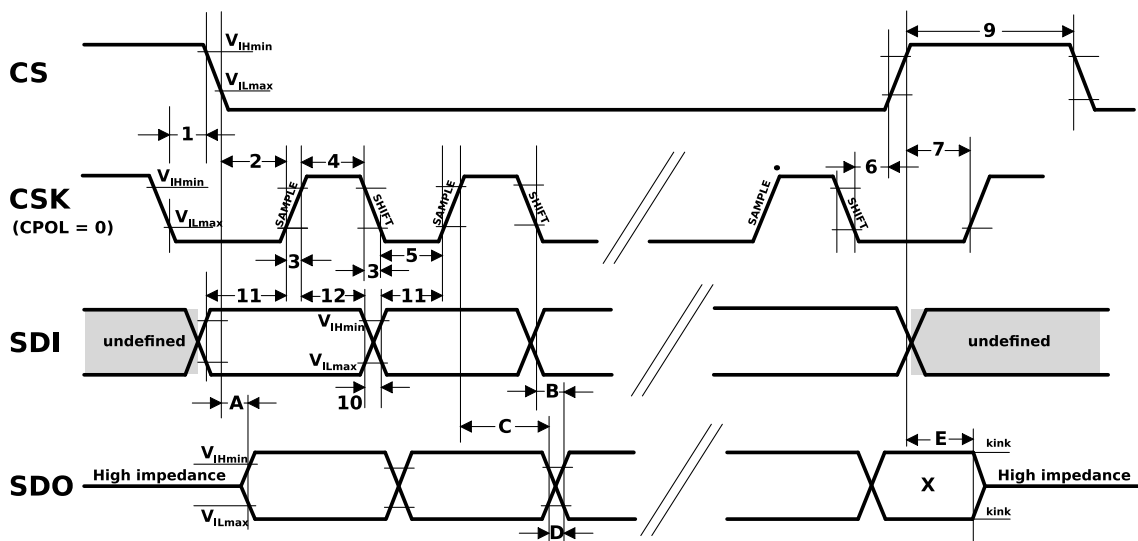 CS
V_IHmin
V_ILmax
9
1
2
4
6
7
CSK
(CPOL = 0)
V_IHmin
V_ILmax
SAMPLE
SHIFT
SAMPLE
SHIFT
SAMPLE
SHIFT
3
3
5
11
12
11
SDI
undefined
V_IHmin
V_ILmax
undefined
A
10
B
C
E
SDO
High impedance
V_IHmin
V_ILmax
X
kink
kink
High impedance
D